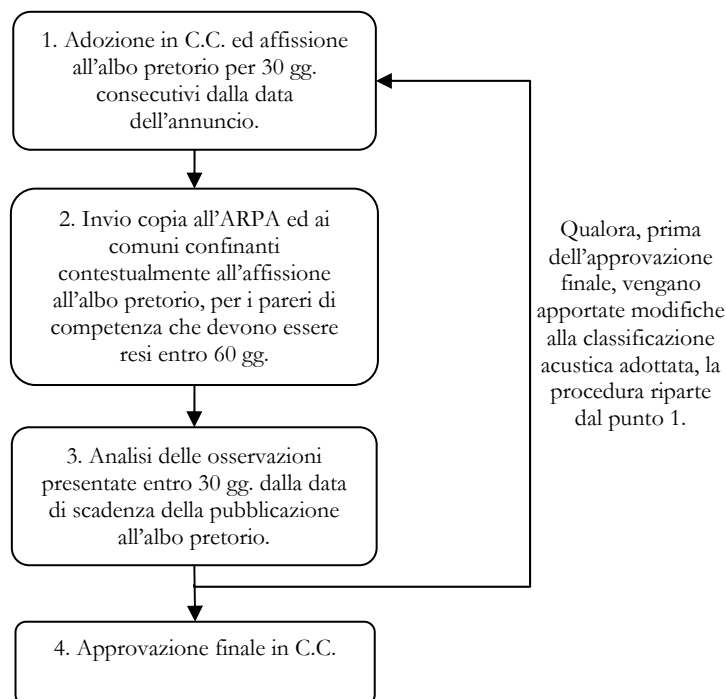 1. Adozione in C.C. ed affissione
all’albo pretorio per 30 gg.
consecutivi dalla data
dell’annuncio.
2. Invio copia all’ARPA ed ai
comuni confinanti
contestualmente all’affissione
all’albo pretorio, per i pareri di
competenza che devono essere
resi entro 60 gg.
Qualora, prima
dell’approvazione
finale, vengano
apportate modifiche
alla classificazione
acustica adottata, la
procedura riparte
dal punto 1.
3. Analisi delle osservazioni
presentate entro 30 gg. dalla data
di scadenza della pubblicazione
all’albo pretorio.
4. Approvazione finale in C.C.